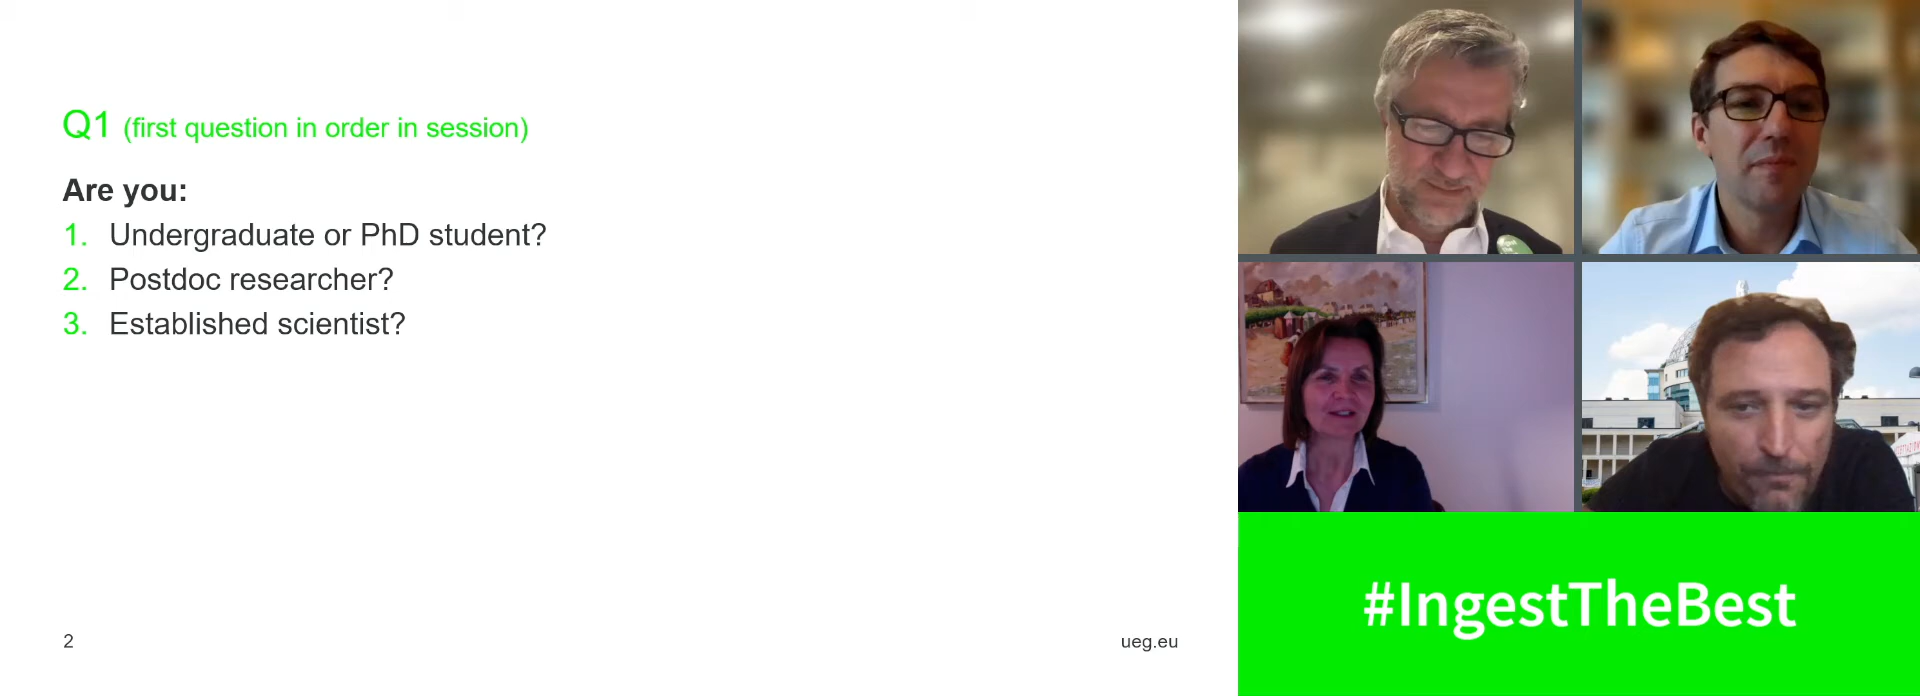 Q1 (first question in order in session)
Are you:
1. Undergraduate or PhD student?
2. Postdoc researcher?
3. Established scientist?
2
ueg.eu
#IngestTheBest